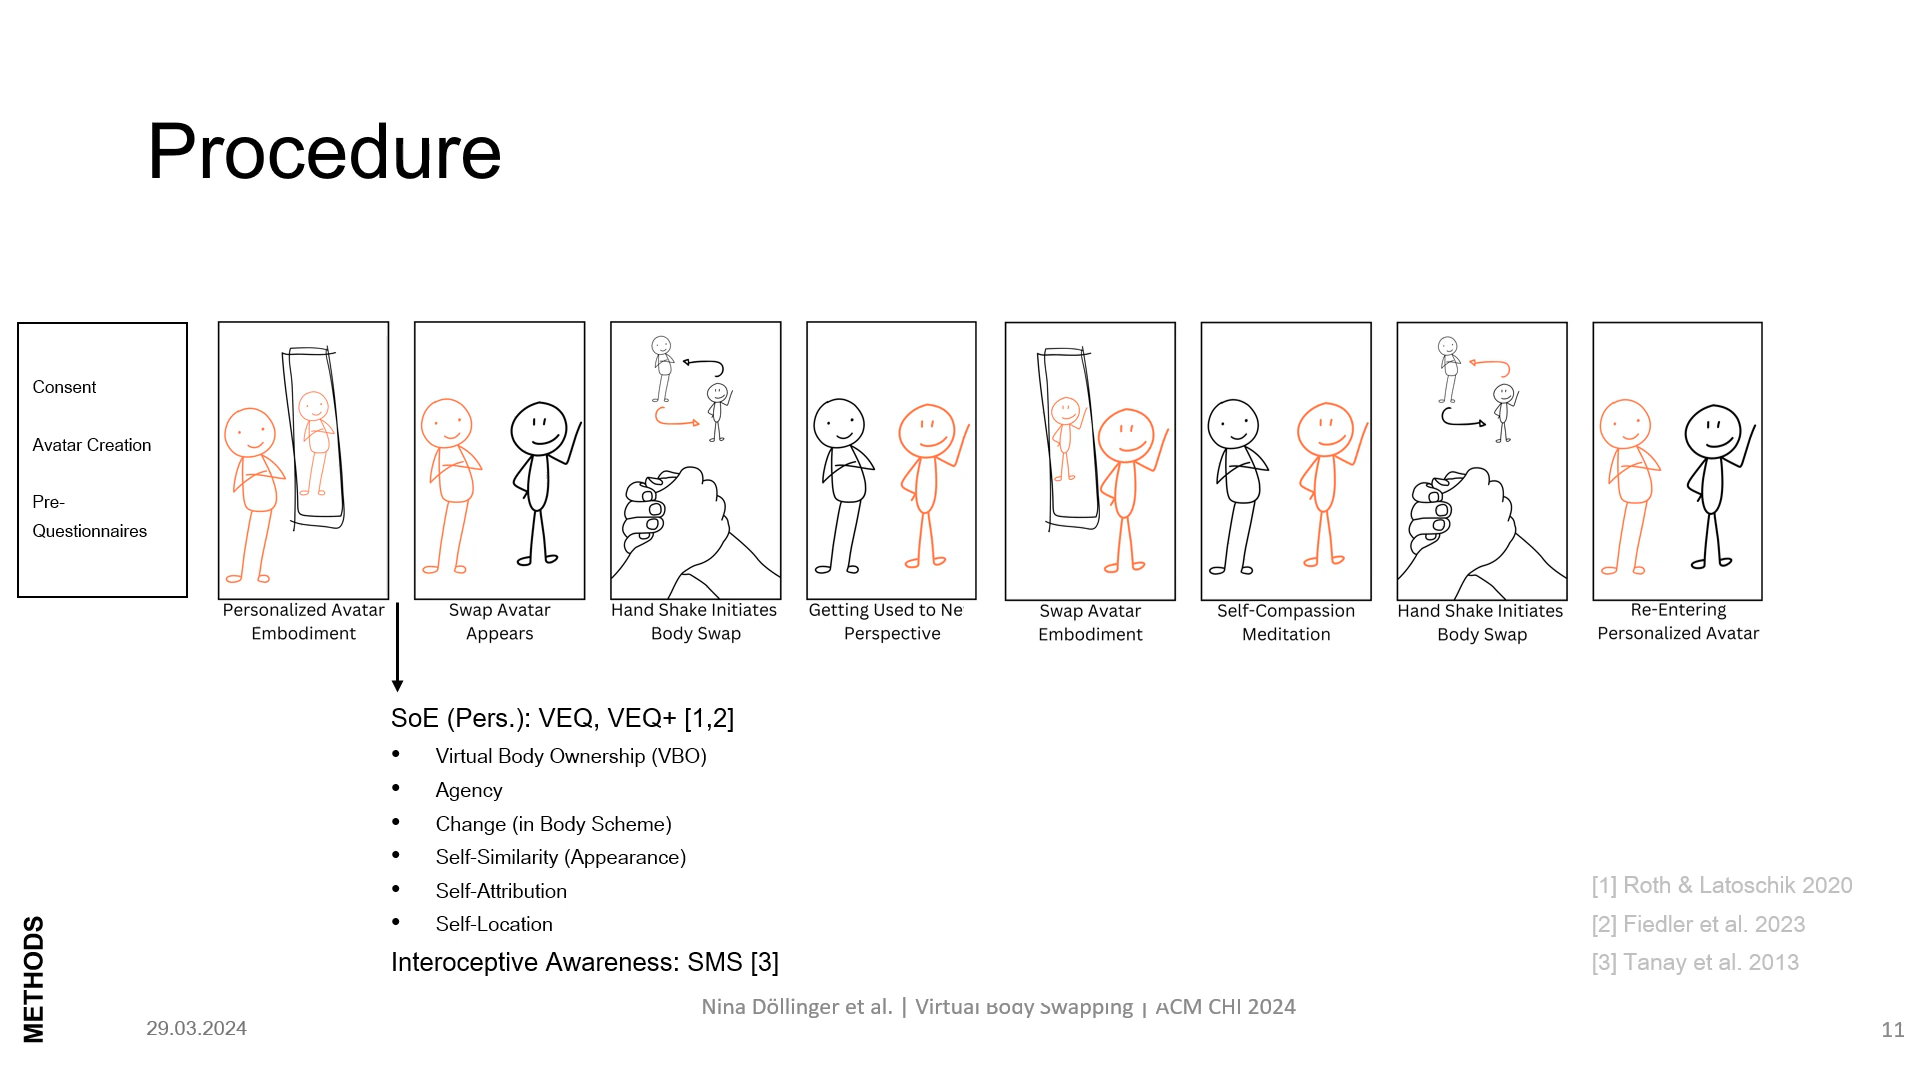 Procedure
Consent
Avatar Creation
Pre-
Questionnaires
Personalized Avatar
Embodiment
Swap Avatar
Appears
Hand Shake Initiates
Body Swap
Getting Used to Ne
Perspective
Swap Avatar
Embodiment
Self-Compassion
Meditation
Hand Shake Initiates
Body Swap
Re-Entering
Personalized Avatar
SoE (Pers.): VEQ, VEQ+ [1,2]
• Virtual Body Ownership (VBO)
• Agency
• Change (in Body Scheme)
• Self-Similarity (Appearance)
• Self-Attribution
• Self-Location
Interoceptive Awareness: SMS [3]
[1] Roth & Latoschik 2020
[2] Fiedler et al. 2023
[3] Tanay et al. 2013
METHODS
Nina Döllinger et al. | Virtual Body Swapping | ACM CHI 2024
29.03.2024
11